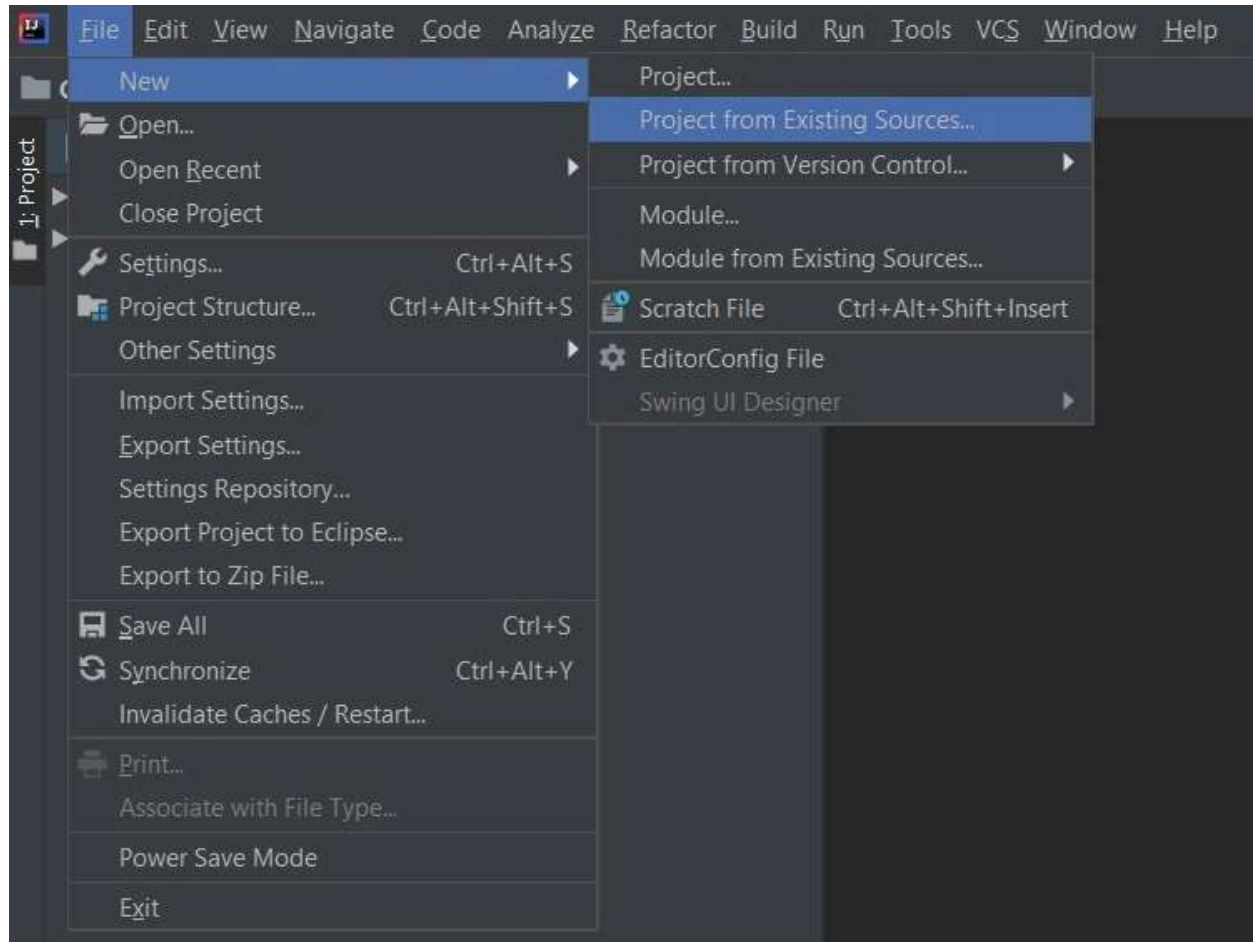 IJ
File Edit View Navigate Code Analyze Refactor Build Run Tools VCS Window Help
1: Project
New
Open...
Open Recent
Close Project
Settings... Ctrl+Alt+S
Project Structure... Ctrl+Alt+Shift+S
Other Settings
Import Settings...
Export Settings...
Settings Repository...
Export Project to Eclipse...
Export to Zip File...
Save All Ctrl+S
Synchronize Ctrl+Alt+Y
Invalidate Caches / Restart...
Print...
Associate with File Type...
Power Save Mode
Exit
Project...
Project from Existing Sources...
Project from Version Control...
Module...
Module from Existing Sources...
Scratch File Ctrl+Alt+Shift+Insert
EditorConfig File
Swing UI Designer